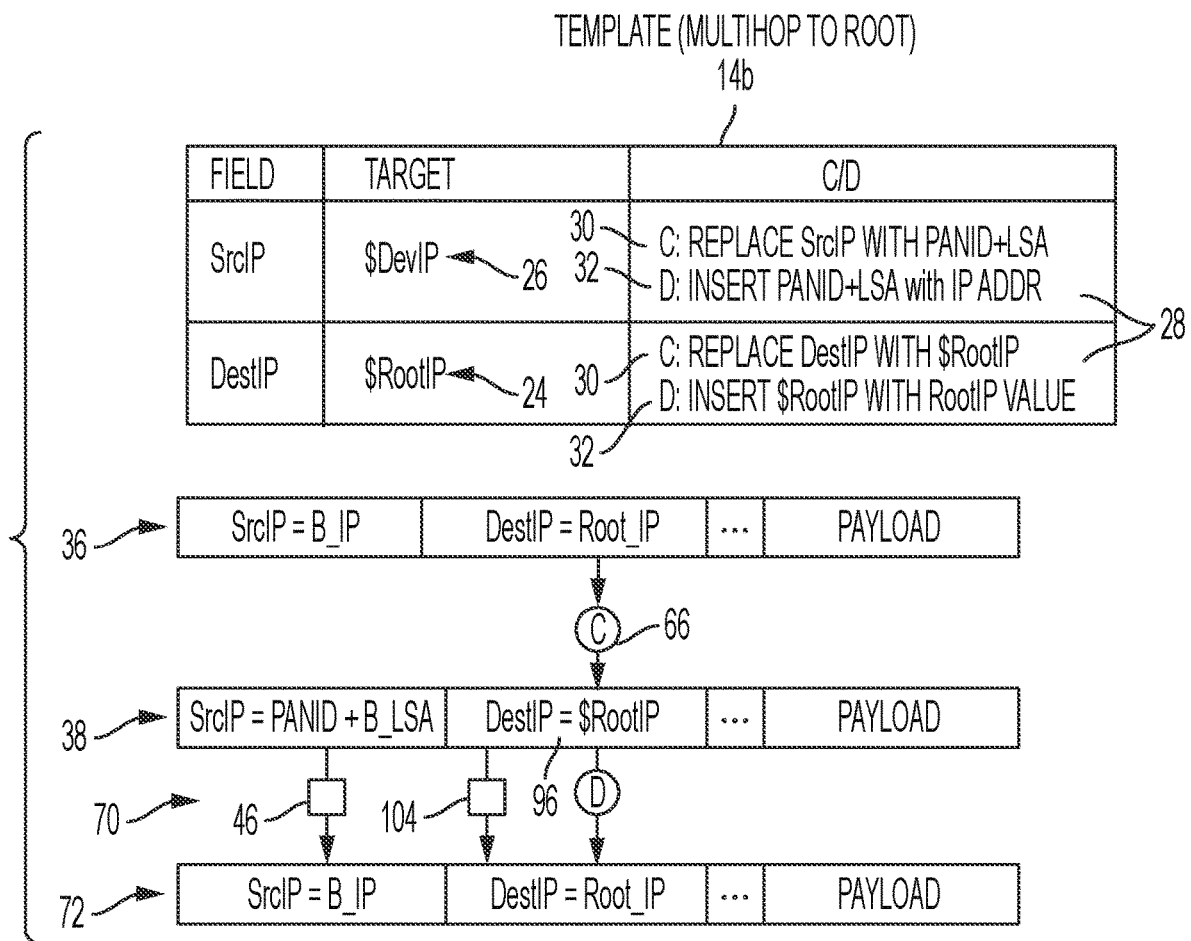 TEMPLATE (MULTIHOP TO ROOT)
14b
FIELD TARGET C/D
SrcIP $DevIP 26
30 C: REPLACE SrcIP WITH PANID+LSA
32 D: INSERT PANID+LSA with IP ADDR
28
DestIP $RootIP 24
30 C: REPLACE DestIP WITH $RootIP
D: INSERT $RootIP WITH RootIP VALUE
32
36 SrcIP = B_IP DestIP = Root_IP ... PAYLOAD
C 66
38 SrcIP = PANID + B_LSA DestIP = $RootIP ... PAYLOAD
70 46 104 96 D
72 SrcIP = B_IP DestIP = Root_IP ... PAYLOAD